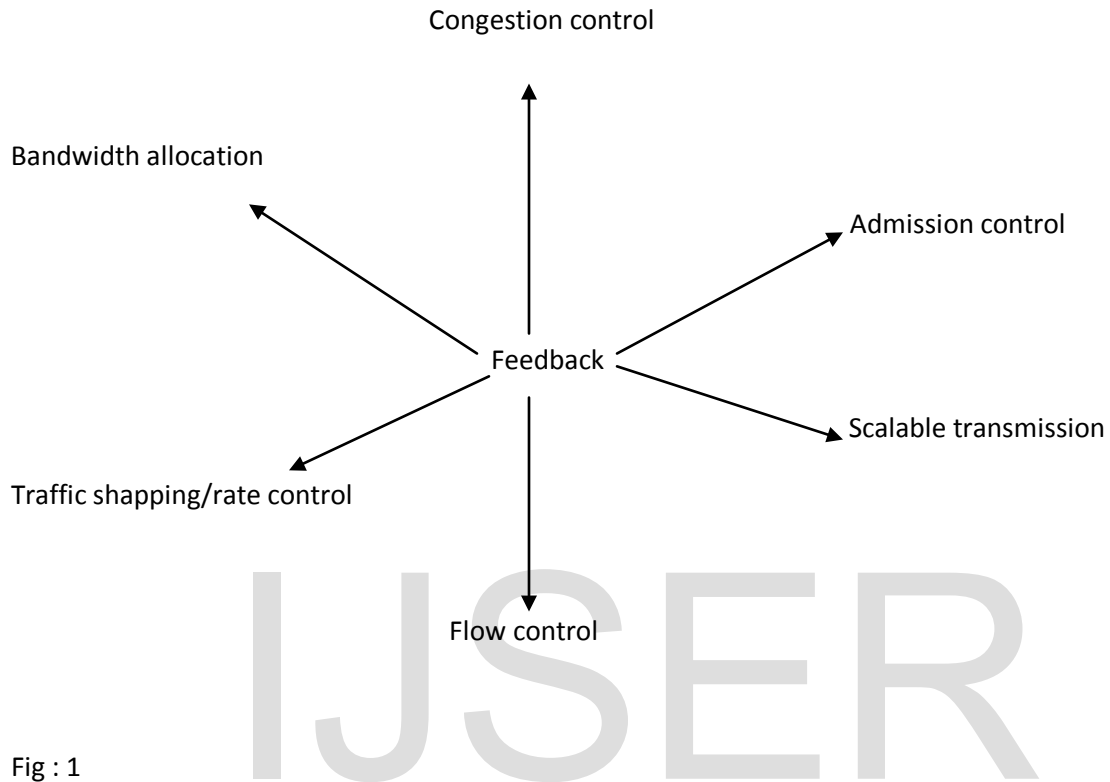 Congestion control
Bandwidth allocation
Admission control
Feedback
Scalable transmission
Traffic shapping/rate control
Flow control
IJSER
Fig : 1